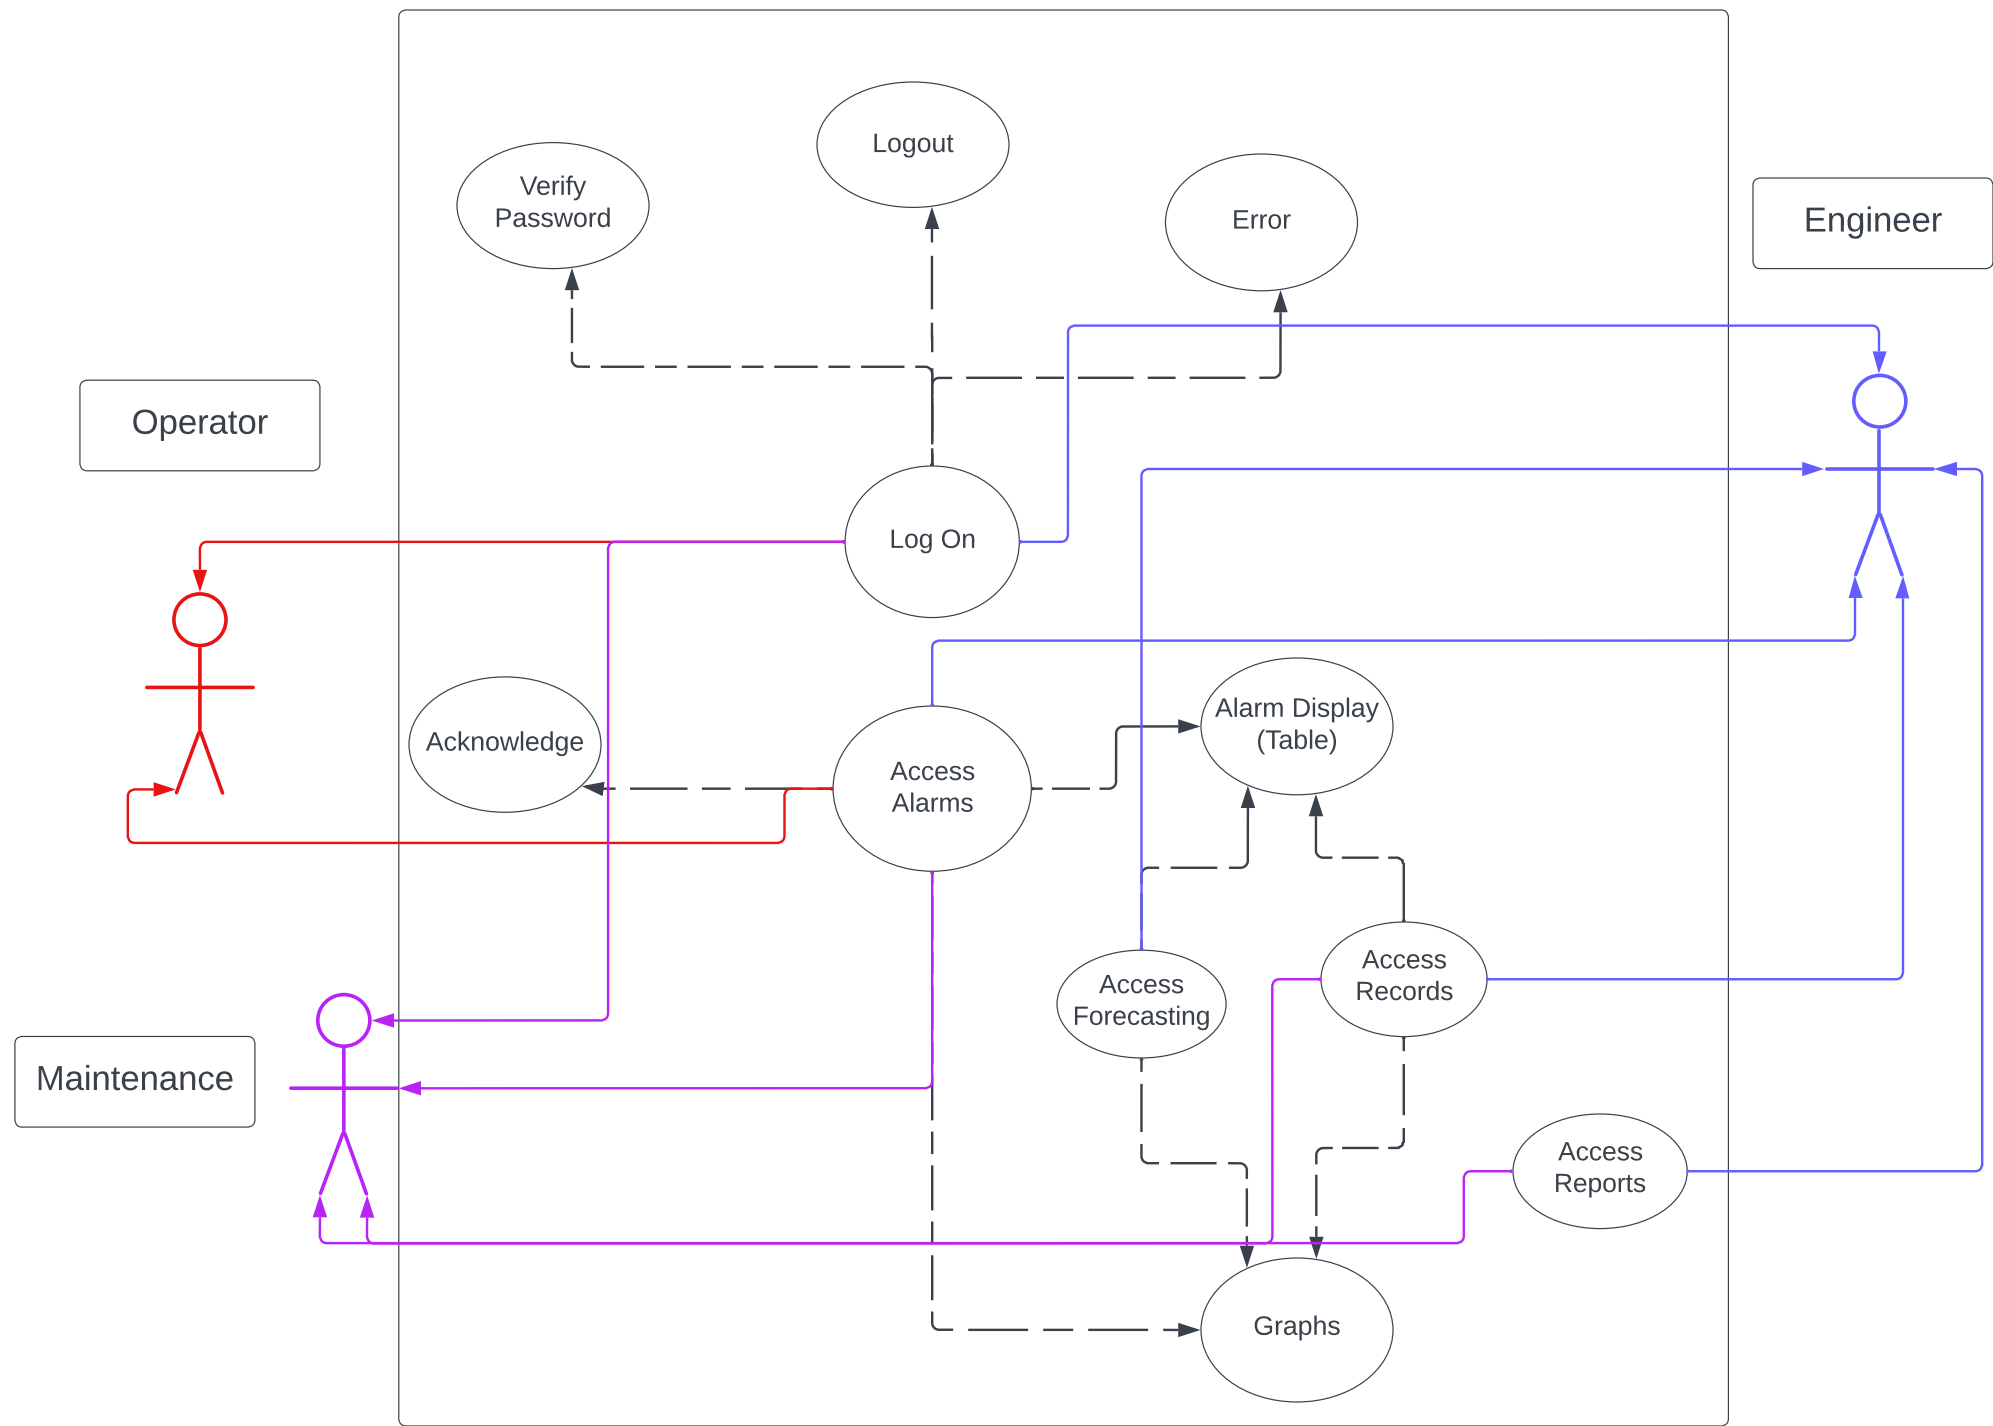 Logout
Verify
Password
Error
Engineer
Operator
Log On
Acknowledge
Access
Alarms
Alarm Display
(Table)
Access
Forecasting
Access
Records
Maintenance
Access
Reports
Graphs